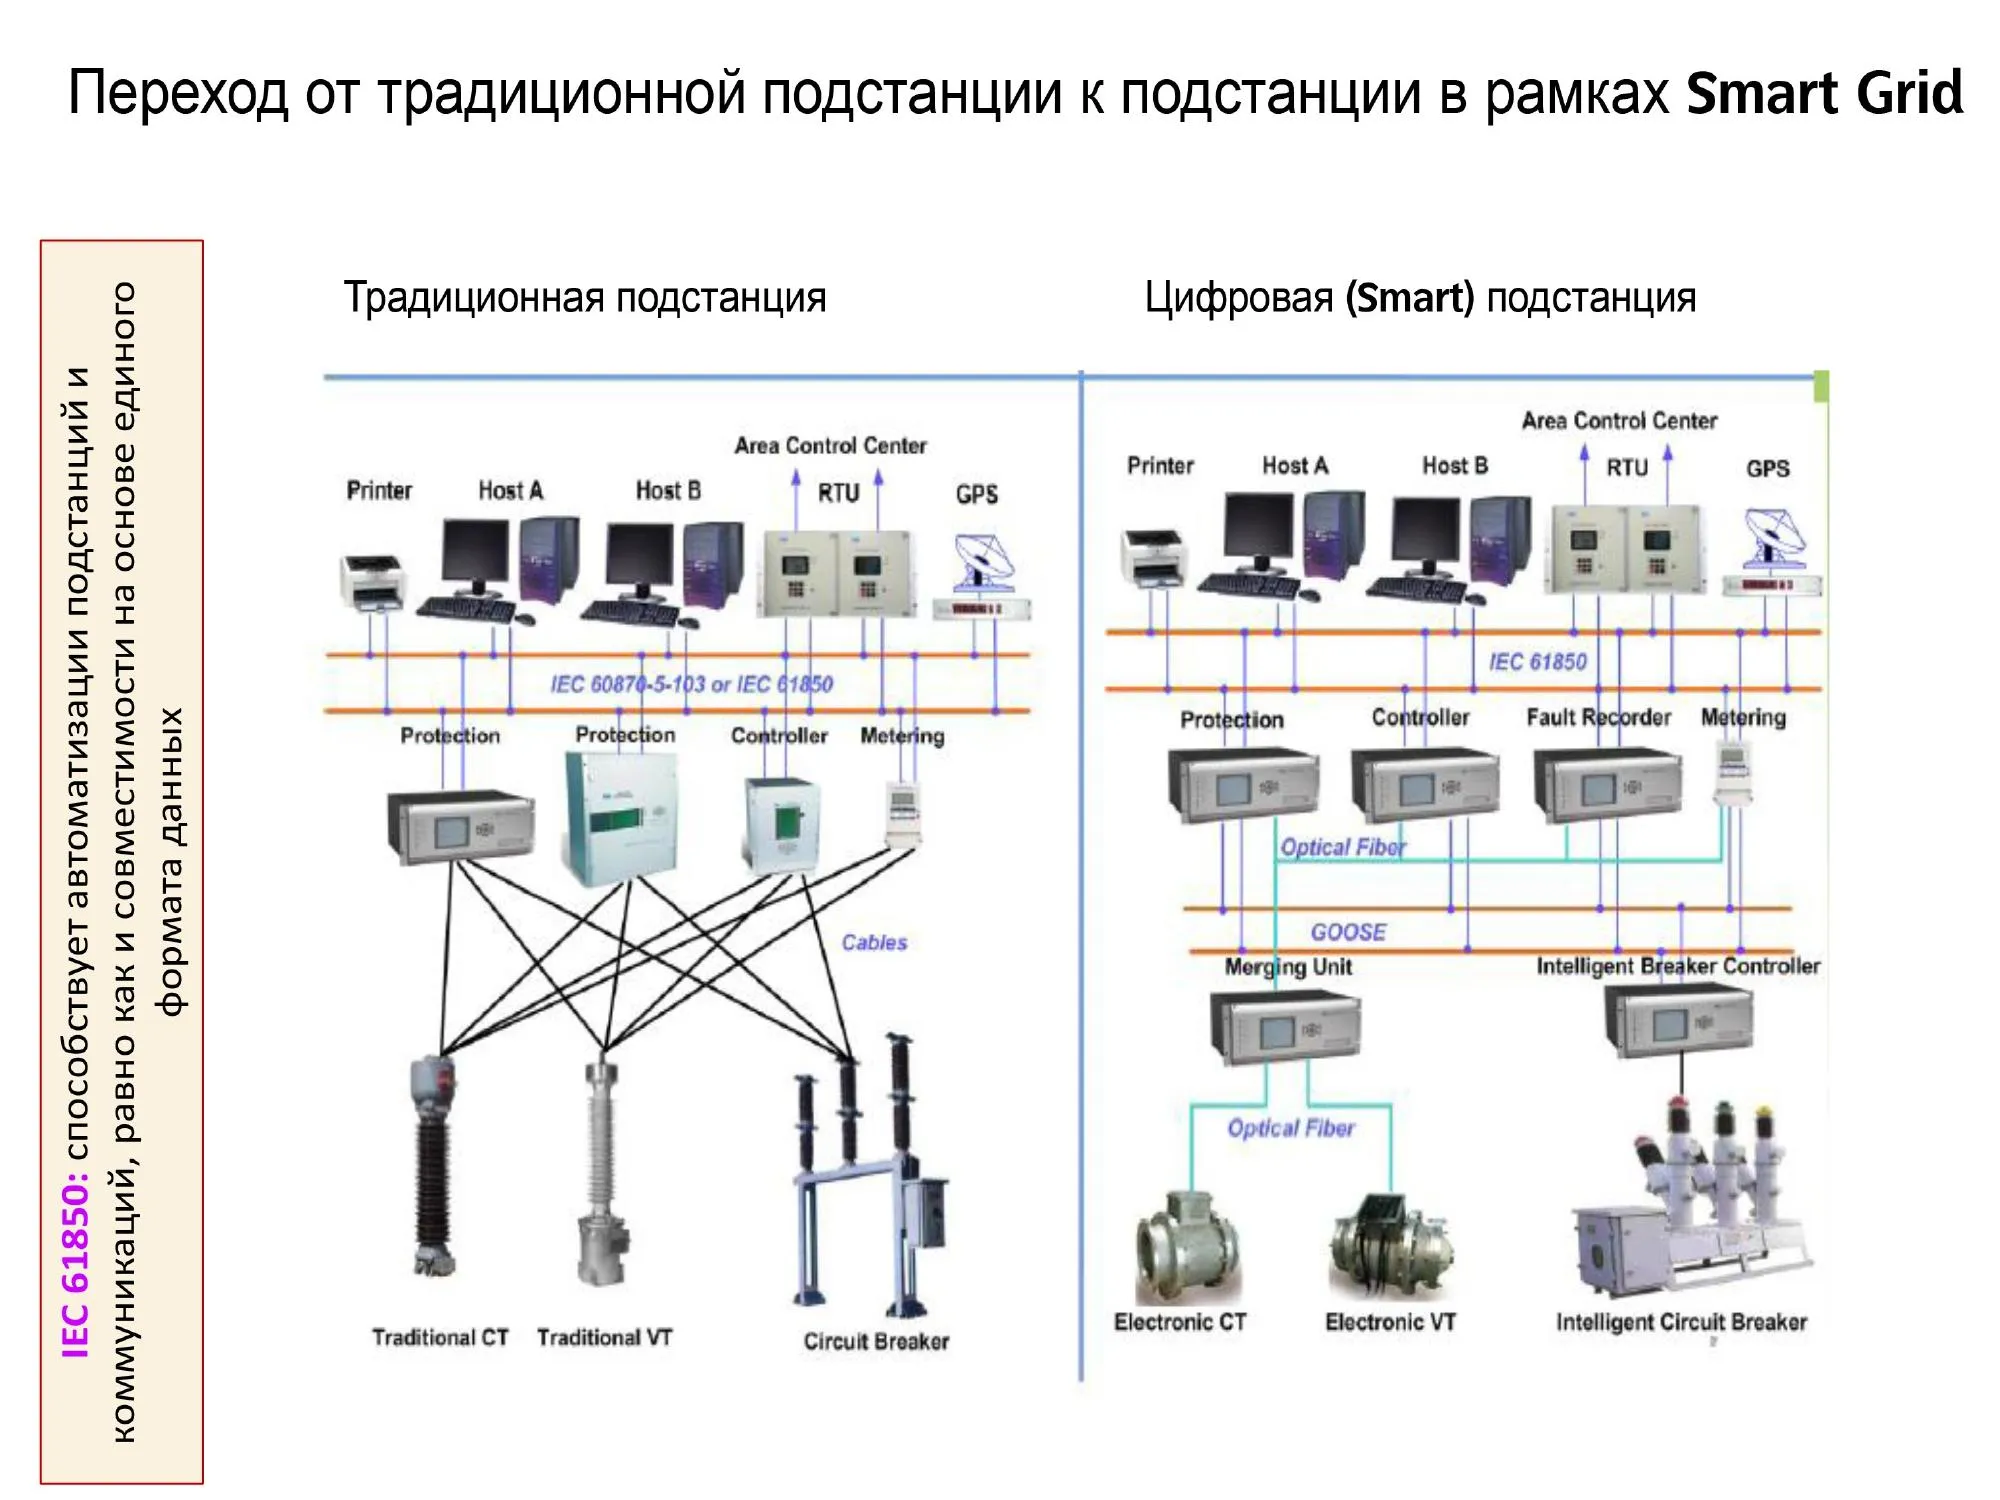 Переход от традиционной подстанции к подстанции в рамках Smart Grid
IEC 61850: способствует автоматизации подстанций и
коммуникаций, равно как и совместимости на основе единого
формата данных
Традиционная подстанция
Area Control Center
Printer Host A Host B RTU GPS
IEC 60870-5-103 or IEC 61850
Protection Protection Controller Metering
Cables
Traditional CT Traditional VT Circuit Breaker
Цифровая (Smart) подстанция
Area Control Center
Printer Host A Host B RTU GPS
IEC 61850
Protection Controller Fault Recorder Metering
Optical Fiber
GOOSE
Merging Unit Intelligent Breaker Controller
Optical Fiber
Electronic CT Electronic VT Intelligent Circuit Breaker